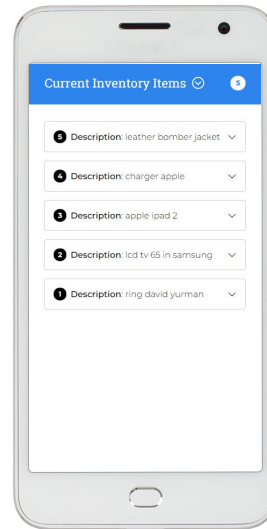 Current Inventory Items 5
5 Description: leather bomber jacket
4 Description: charger apple
3 Description: apple ipad 2
2 Description: lcd tv 65 in samsung
1 Description: ring david yurman